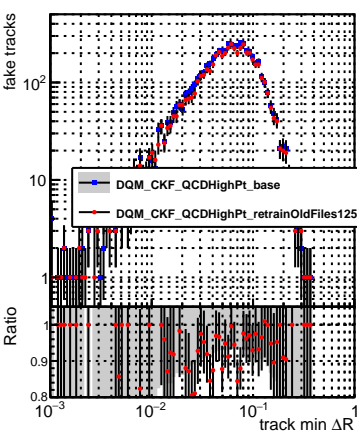 fake tracks
10²
10
1
DQM_CKF_QCDHighPt_base
DQM_CKF_QCDHighPt_retrainOldFiles125
Ratio
1
0.9
0.8
10⁻³ 10⁻² 10⁻¹ 1
track min ΔR